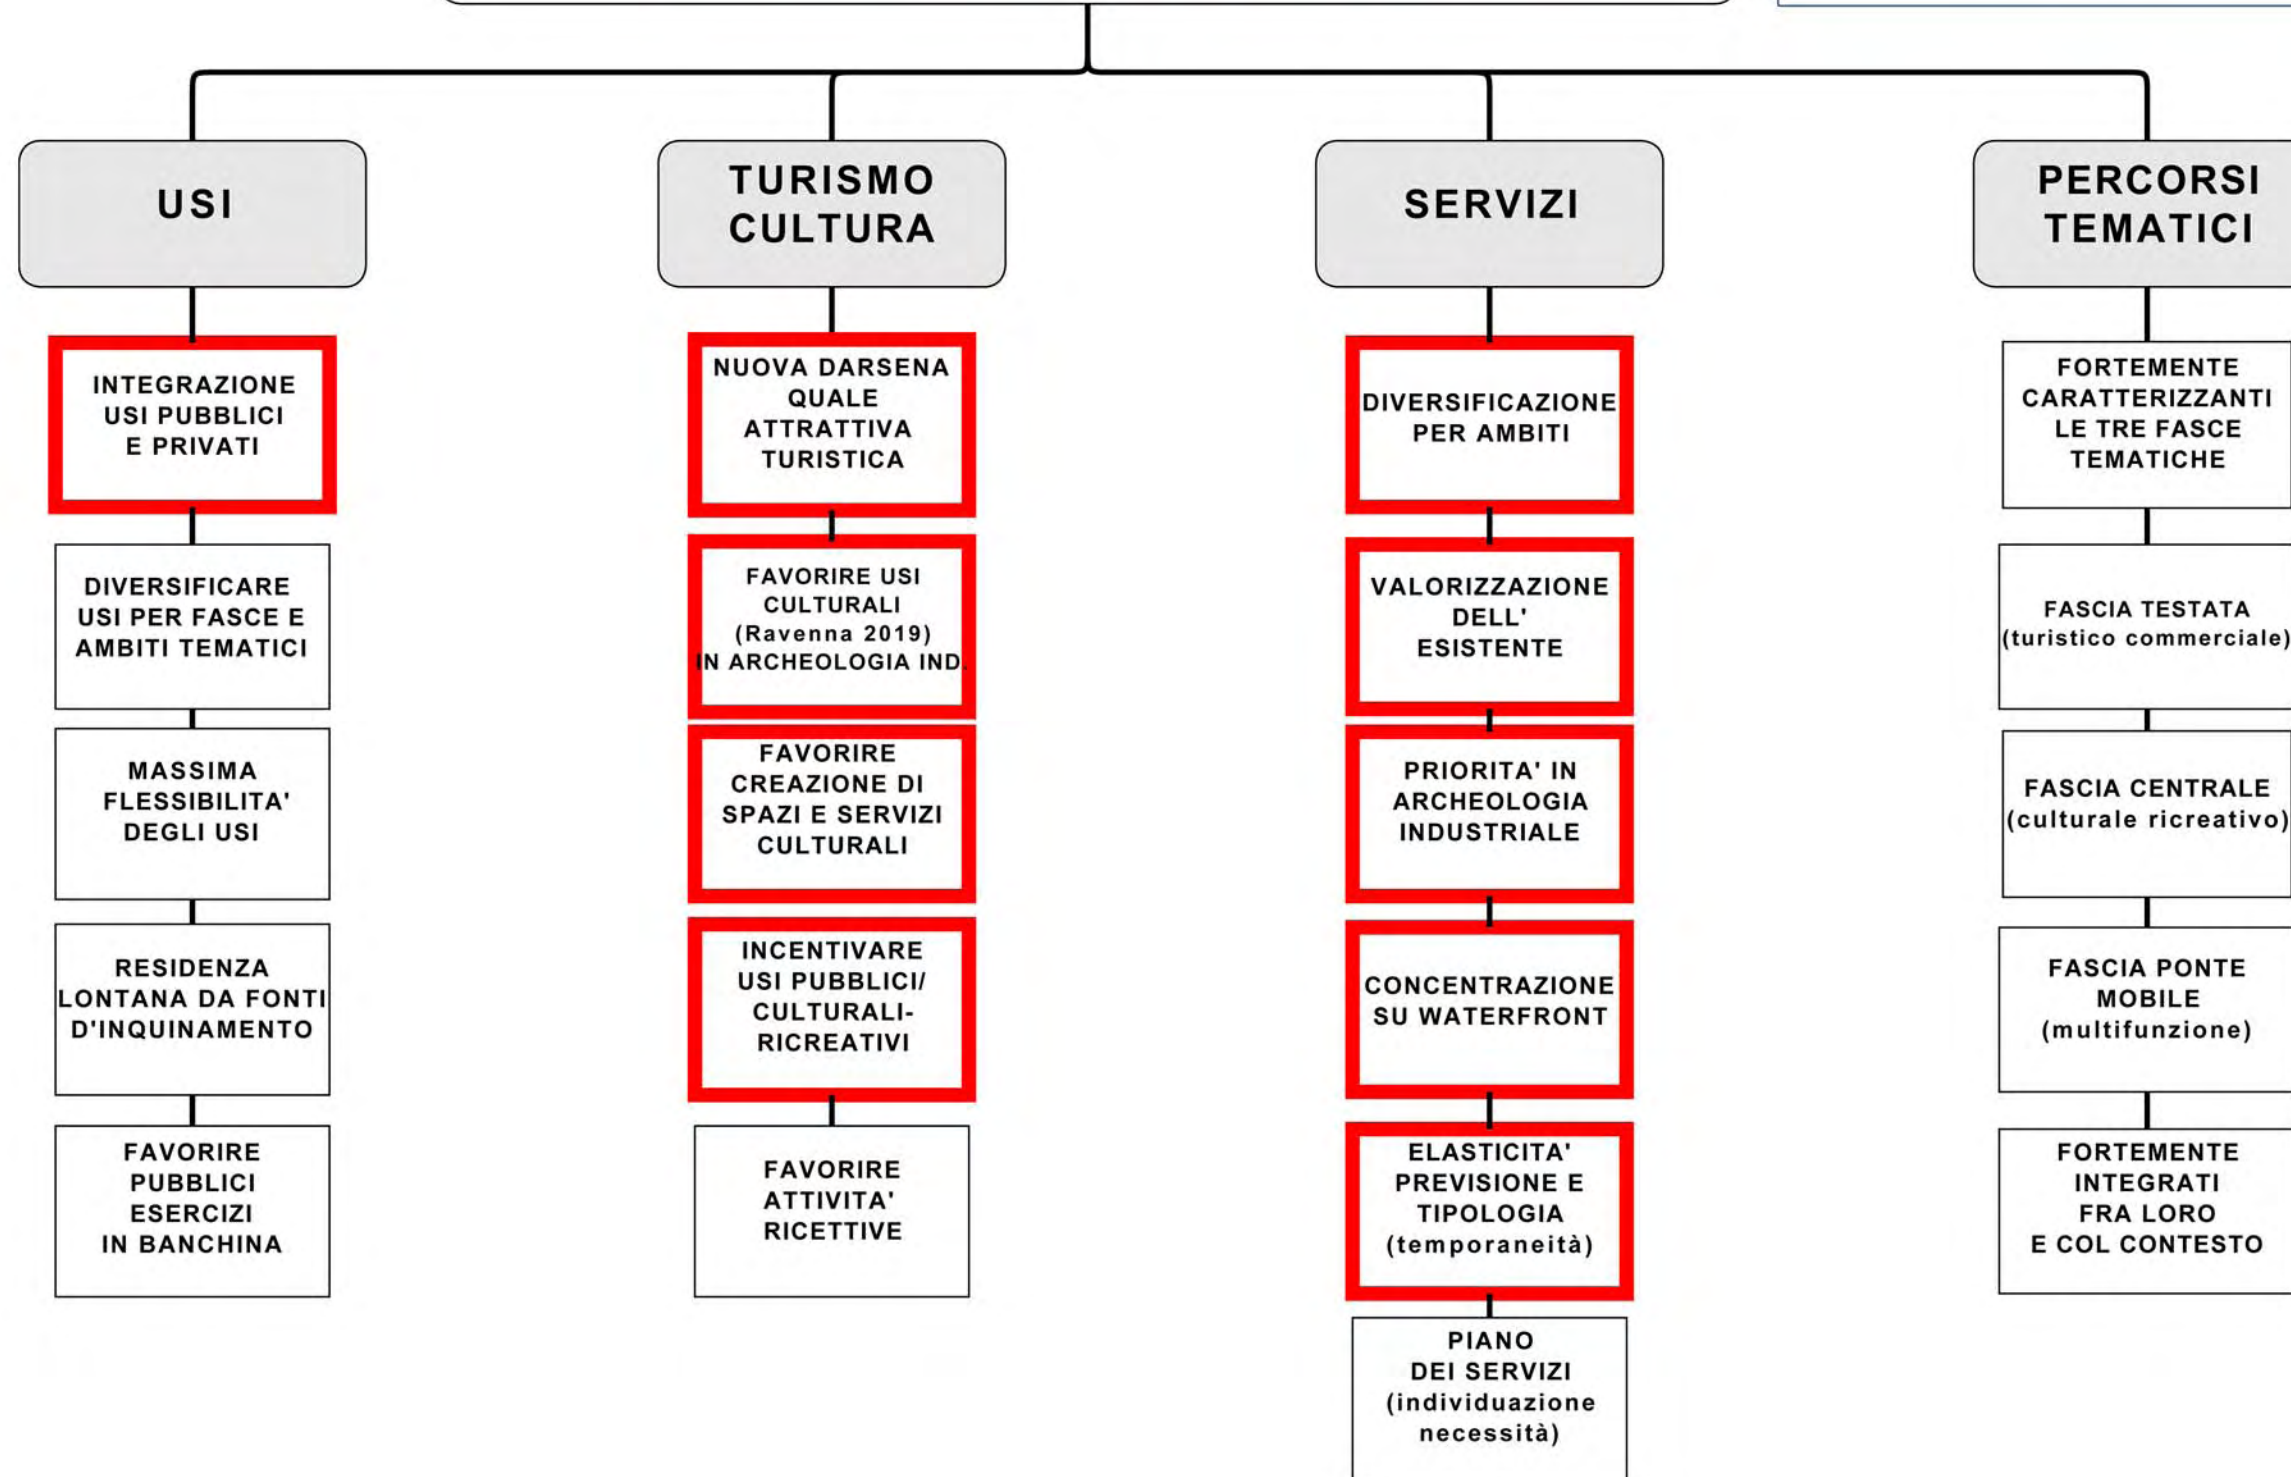 USI
INTEGRAZIONE
USI PUBBLICI
E PRIVATI
DIVERSIFICARE
USI PER FASCE E
AMBITI TEMATICI
MASSIMA
FLESSIBILITA'
DEGLI USI
RESIDENZA
LONTANA DA FONTI
D'INQUINAMENTO
FAVORIRE
PUBBLICI
ESERCIZI
IN BANCHINA
TURISMO
CULTURA
NUOVA DARSENA
QUALE
ATTRATTIVA
TURISTICA
FAVORIRE USI
CULTURALI
(Ravenna 2019)
IN ARCHEOLOGIA IND.
FAVORIRE
CREAZIONE DI
SPAZI E SERVIZI
CULTURALI
INCENTIVARE
USI PUBBLICI/
CULTURALI-
RICREATIVI
FAVORIRE
ATTIVITA'
RICETTIVE
SERVIZI
DIVERSIFICAZIONE
PER AMBITI
VALORIZZAZIONE
DELL'
ESISTENTE
PRIORITA' IN
ARCHEOLOGIA
INDUSTRIALE
CONCENTRAZIONE
SU WATERFRONT
ELASTICITA'
PREVISIONE E
TIPOLOGIA
(temporaneità)
PIANO
DEI SERVIZI
(individuazione
necessità)
PERCORSI
TEMATICI
FORTEMENTE
CARATTERIZZANTI
LE TRE FASCE
TEMATICHE
FASCIA TESTATA
(turistico commerciale)
FASCIA CENTRALE
(culturale ricreativo)
FASCIA PONTE
MOBILE
(multifunzione)
FORTEMENTE
INTEGRATI
FRA LORO
E COL CONTESTO